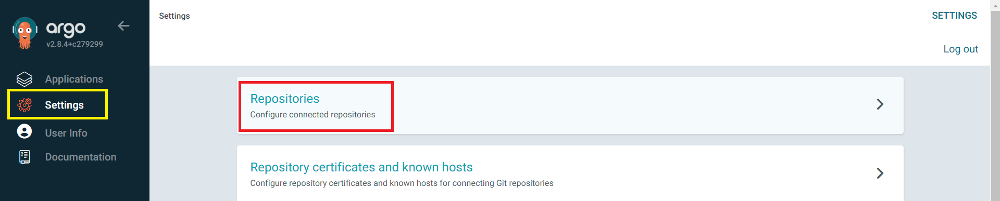 argo
v2.8.4+c279299
Applications
Settings
User Info
Documentation
Settings
SETTINGS
Log out
Repositories
Configure connected repositories
Repository certificates and known hosts
Configure repository certificates and known hosts for connecting Git repositories